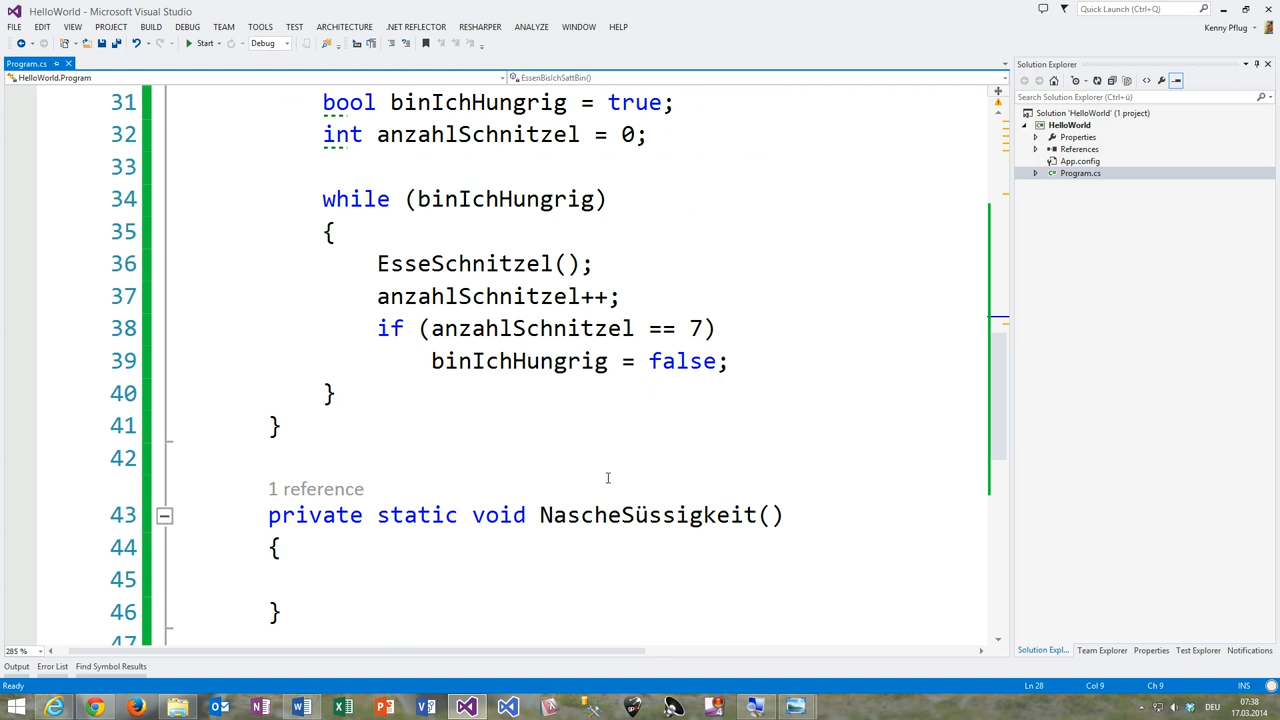 HelloWorld - Microsoft Visual Studio
Quick Launch (Ctrl+Q)
FILE EDIT VIEW PROJECT BUILD DEBUG TEAM TOOLS TEST ARCHITECTURE .NET REFLECTOR RESHARPER ANALYZE WINDOW HELP
Kenny Pflug
Start Debug
Program.cs
HelloWorld.Program
EssenBisIchSattBin()
31 bool binIchHungrig = true;
32 int anzahlSchnitzel = 0;
33
34 while (binIchHungrig)
35 {
36 EsseSchnitzel();
37 anzahlSchnitzel++;
38 if (anzahlSchnitzel == 7)
39 binIchHungrig = false;
40 }
41 }
42
1 reference
43 private static void NascheSüssigkeit()
44 {
45
46 }
47
285 %
Solution Explorer
Search Solution Explorer (Ctrl+ü)
Solution 'HelloWorld' (1 project)
HelloWorld
Properties
References
App.config
Program.cs
Solution Expl... Team Explorer Properties Test Explorer Notifications
Output Error List Find Symbol Results
Ready
Ln 28 Col 9 Ch 9 INS
DEU
07:38
17.03.2014